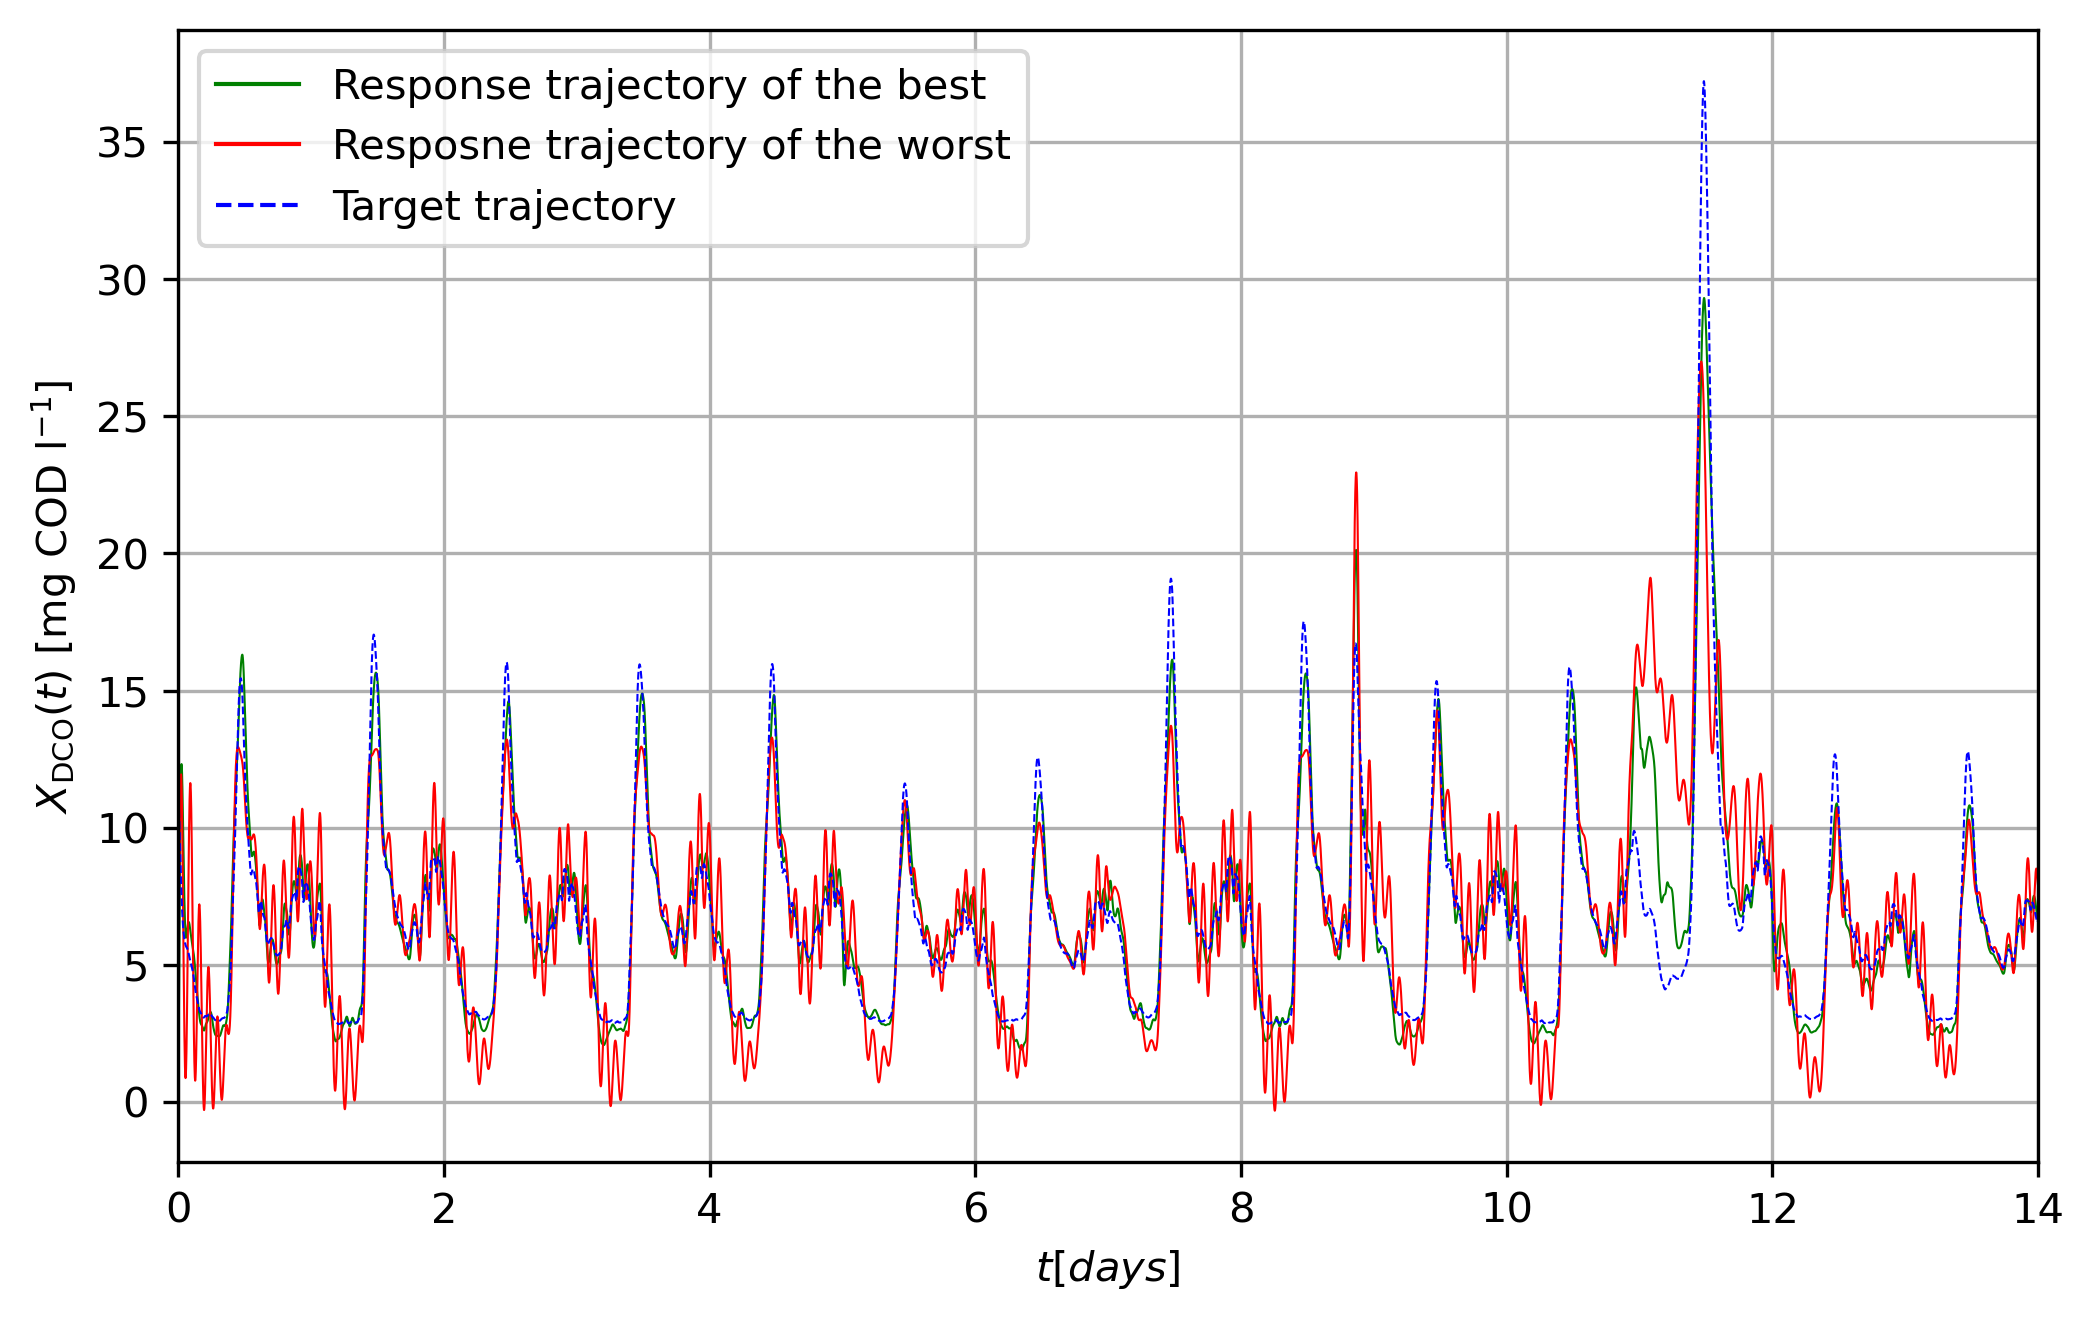 Response trajectory of the best
Resposne trajectory of the worst
Target trajectory
35
30
25
20
15
10
5
0
X_DCO(t) [mg COD l⁻¹]
0 2 4 6 8 10 12 14
t[days]